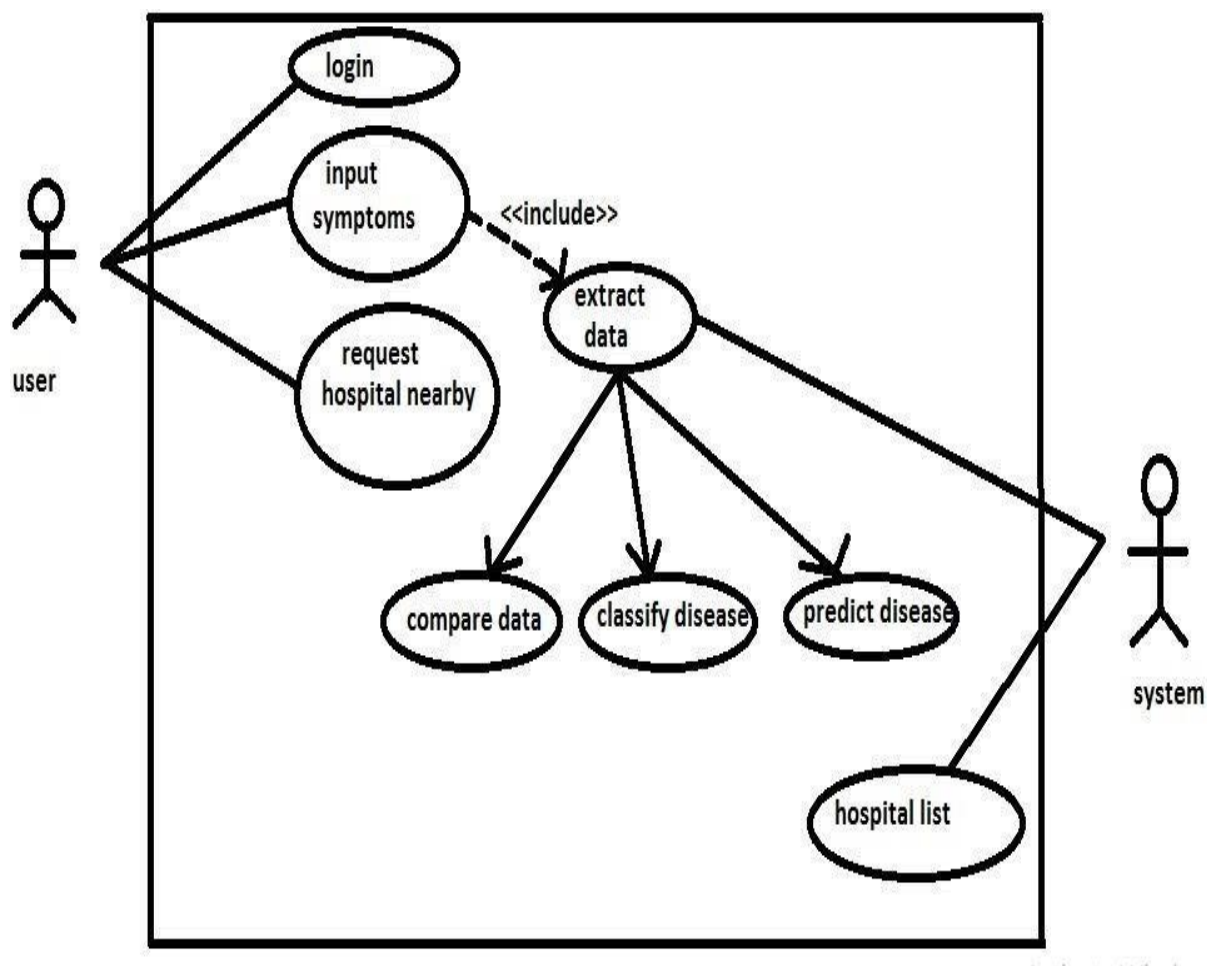 login
input
symptoms
<<include>>
extract
data
request
hospital nearby
user
compare data
classify disease
predict disease
system
hospital list